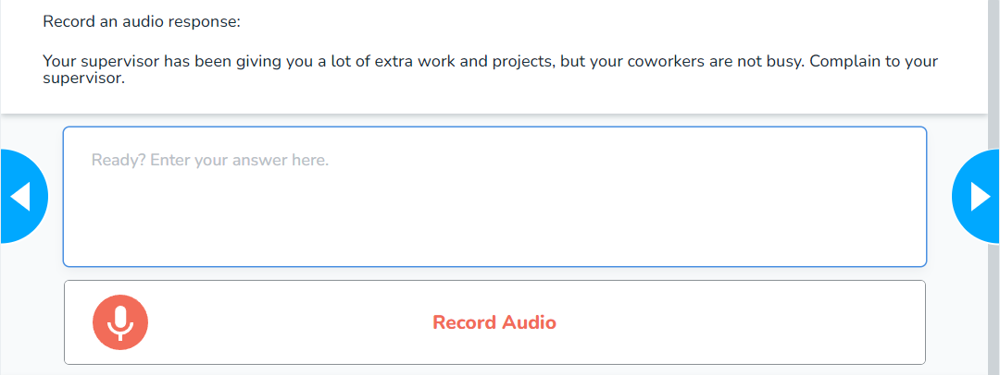 Record an audio response:
Your supervisor has been giving you a lot of extra work and projects, but your coworkers are not busy. Complain to your
supervisor.
Ready? Enter your answer here.
Record Audio